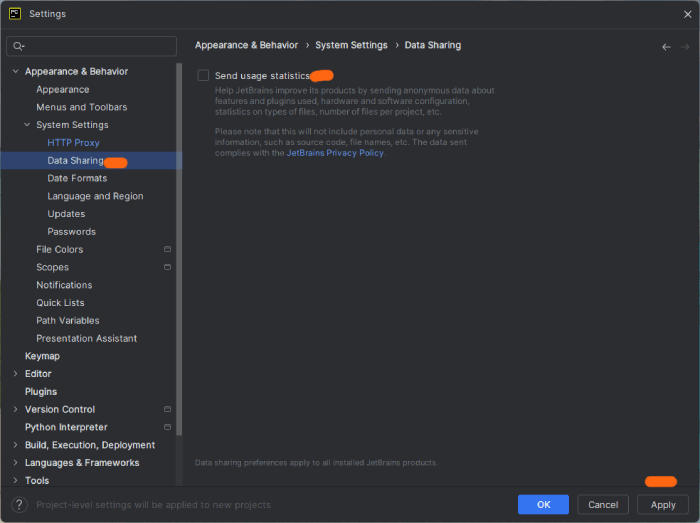 PC
Settings
Appearance & Behavior
Appearance
Menus and Toolbars
System Settings
HTTP Proxy
Data Sharing
Date Formats
Language and Region
Updates
Passwords
File Colors
Scopes
Notifications
Quick Lists
Path Variables
Presentation Assistant
Keymap
Editor
Plugins
Version Control
Python Interpreter
Build, Execution, Deployment
Languages & Frameworks
Tools
Appearance & Behavior › System Settings › Data Sharing
Send usage statistics
Help JetBrains improve its products by sending anonymous data about
features and plugins used, hardware and software configuration,
statistics on types of files, number of files per project, etc.
Please note that this will not include personal data or any sensitive
information, such as source code, file names, etc. The data sent
complies with the JetBrains Privacy Policy.
Data sharing preferences apply to all installed JetBrains products.
? Project-level settings will be applied to new projects
OK Cancel Apply